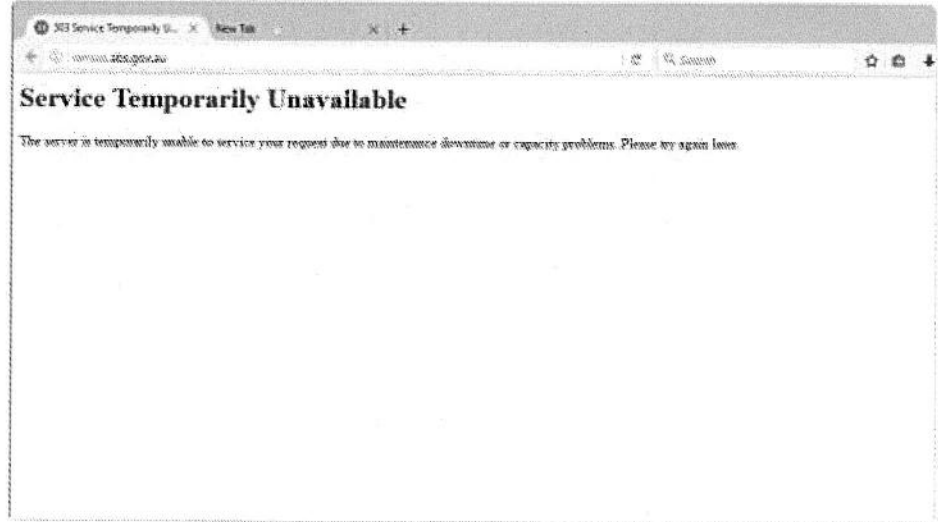 503 Service Temporarily U... New Tab
abs.gov.au Search
Service Temporarily Unavailable
The server is temporarily unable to service your request due to maintenance downtime or capacity problems. Please try again later.